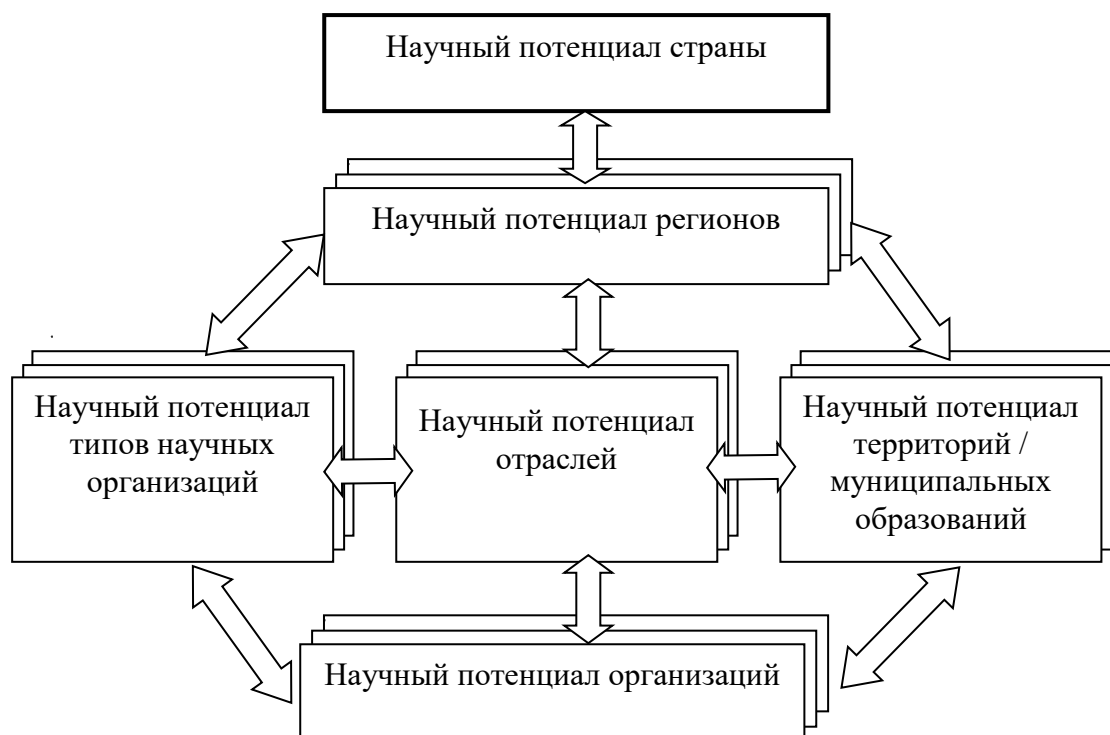 Научный потенциал страны
Научный потенциал регионов
Научный потенциал
типов научных
организаций
Научный потенциал
отраслей
Научный потенциал
территорий /
муниципальных
образований
Научный потенциал организаций